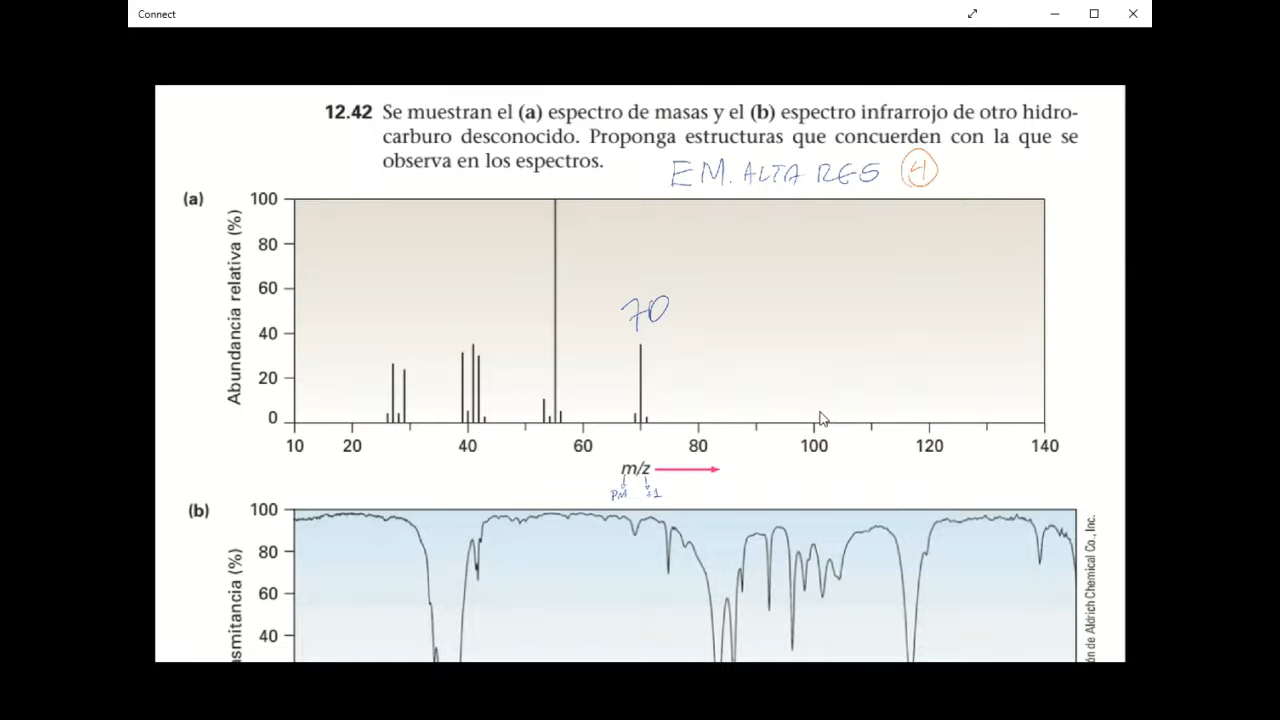 Connect
12.42 Se muestran el (a) espectro de masas y el (b) espectro infrarrojo de otro hidro-
carburo desconocido. Proponga estructuras que concuerden con la que se
observa en los espectros.
EM. ALTA RES 4
(a)
Abundancia relativa (%)
100
80
60
40
20
0
70
10 20 40 60 80 100 120 140
m/z
PM +1
(b)
smitancia (%)
100
80
60
40
ón de Aldrich Chemical Co., Inc.